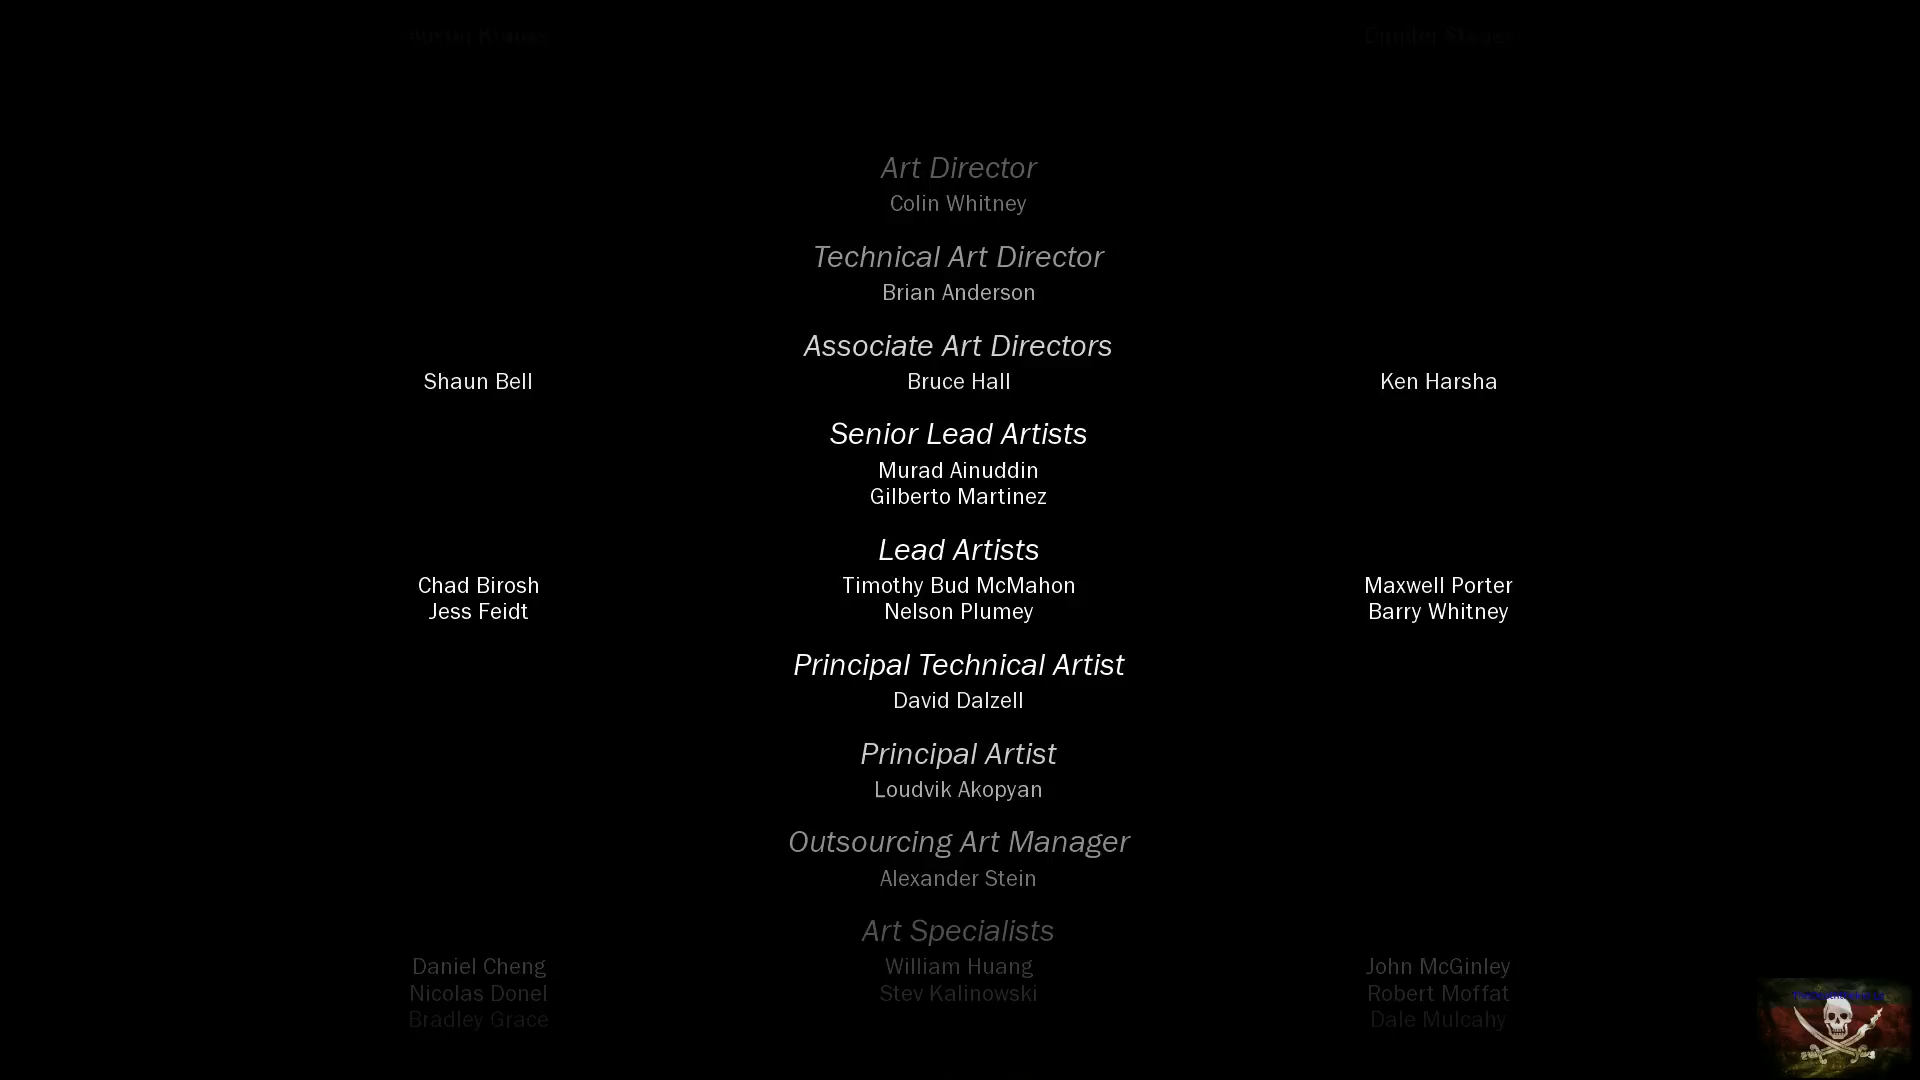 Art Director
Colin Whitney
Technical Art Director
Brian Anderson
Associate Art Directors
Shaun Bell Bruce Hall Ken Harsha
Senior Lead Artists
Murad Ainuddin
Gilberto Martinez
Lead Artists
Chad Birosh Timothy Bud McMahon Maxwell Porter
Jess Feidt Nelson Plumey Barry Whitney
Principal Technical Artist
David Dalzell
Principal Artist
Loudvik Akopyan
Outsourcing Art Manager
Alexander Stein
Art Specialists
Daniel Cheng William Huang John McGinley
Nicolas Donel Stev Kalinowski Robert Moffat
Bradley Grace Dale Mulcahy